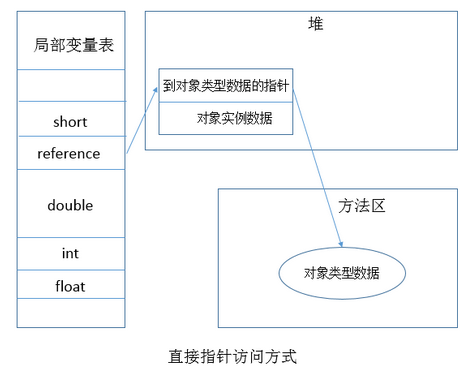 局部变量表
short
reference
double
int
float
堆
到对象类型数据的指针
对象实例数据
方法区
对象类型数据
直接指针访问方式